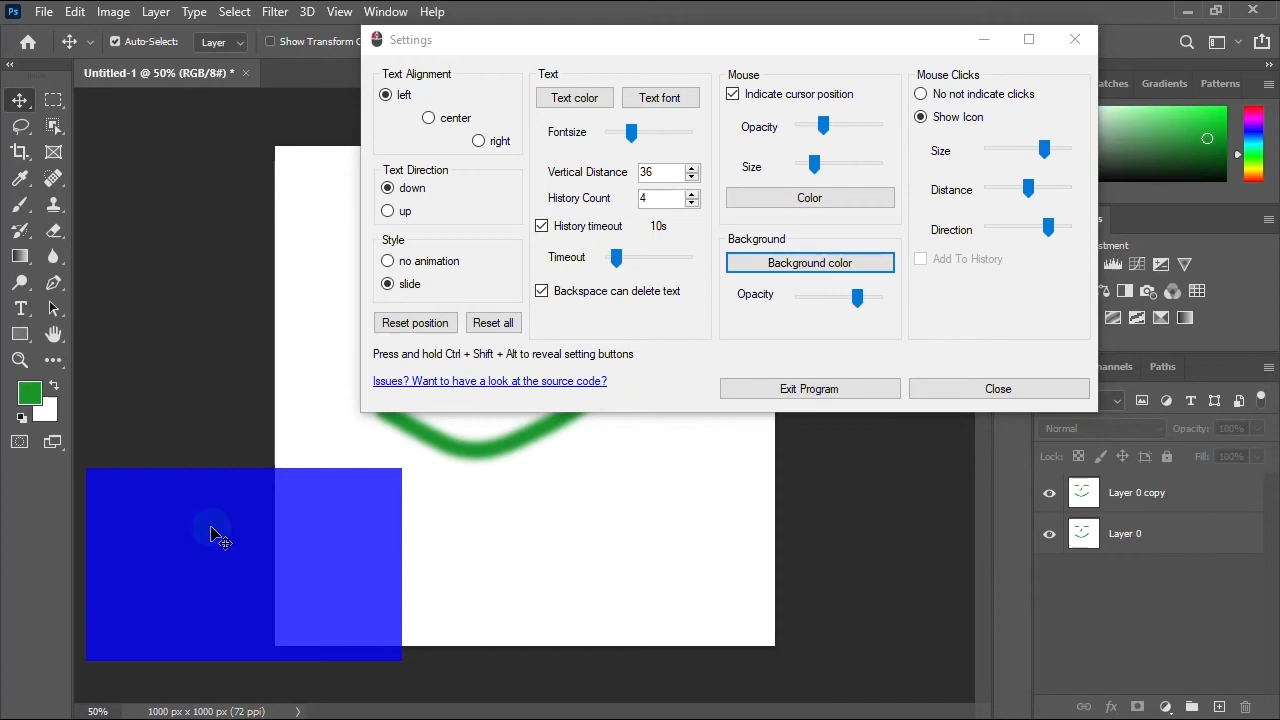 Ps File Edit Image Layer Type Select Filter 3D View Window Help
Auto-Select: Layer Show Transform C
Untitled-1 @ 50% (RGB/8#) *
Settings
Text Alignment
left
center
right
Text Direction
down
up
Style
no animation
slide
Reset position Reset all
Text
Text color Text font
Fontsize
Vertical Distance 36
History Count 4
History timeout 10s
Timeout
Backspace can delete text
Mouse
Indicate cursor position
Opacity
Size
Color
Background
Background color
Opacity
Mouse Clicks
No not indicate clicks
Show Icon
Size
Distance
Direction
Add To History
Press and hold Ctrl + Shift + Alt to reveal setting buttons
Issues? Want to have a look at the source code?
Exit Program Close
atches Gradients Patterns
s
stment
hannels Paths
Normal Opacity: 100%
Lock: Fill: 100%
Layer 0 copy
Layer 0
50% 1000 px x 1000 px (72 ppi)